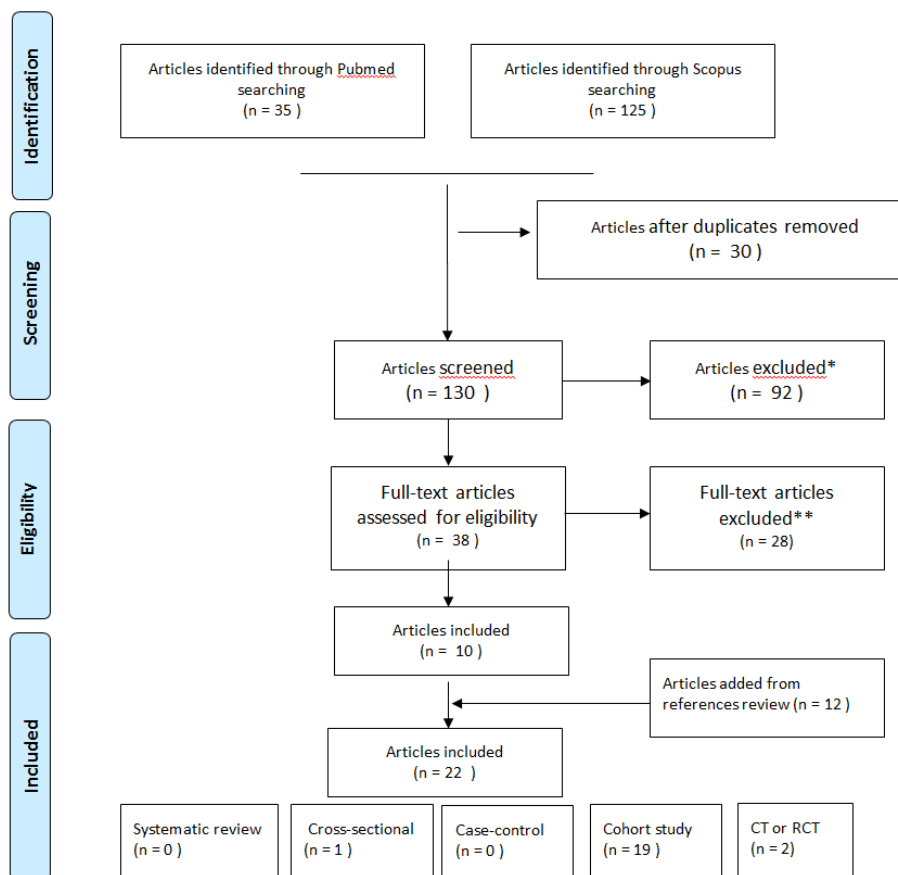 Identification
Articles identified through Pubmed
searching
(n = 35 )
Articles identified through Scopus
searching
(n = 125 )
Screening
Articles after duplicates removed
(n = 30 )
Articles screened
(n = 130 )
Articles excluded*
(n = 92 )
Eligibility
Full-text articles
assessed for eligibility
(n = 38 )
Full-text articles
excluded**
(n = 28)
Included
Articles included
(n = 10 )
Articles added from
references review (n = 12 )
Articles included
(n = 22 )
Systematic review
(n = 0 )
Cross-sectional
(n = 1 )
Case-control
(n = 0 )
Cohort study
(n = 19 )
CT or RCT
(n = 2)